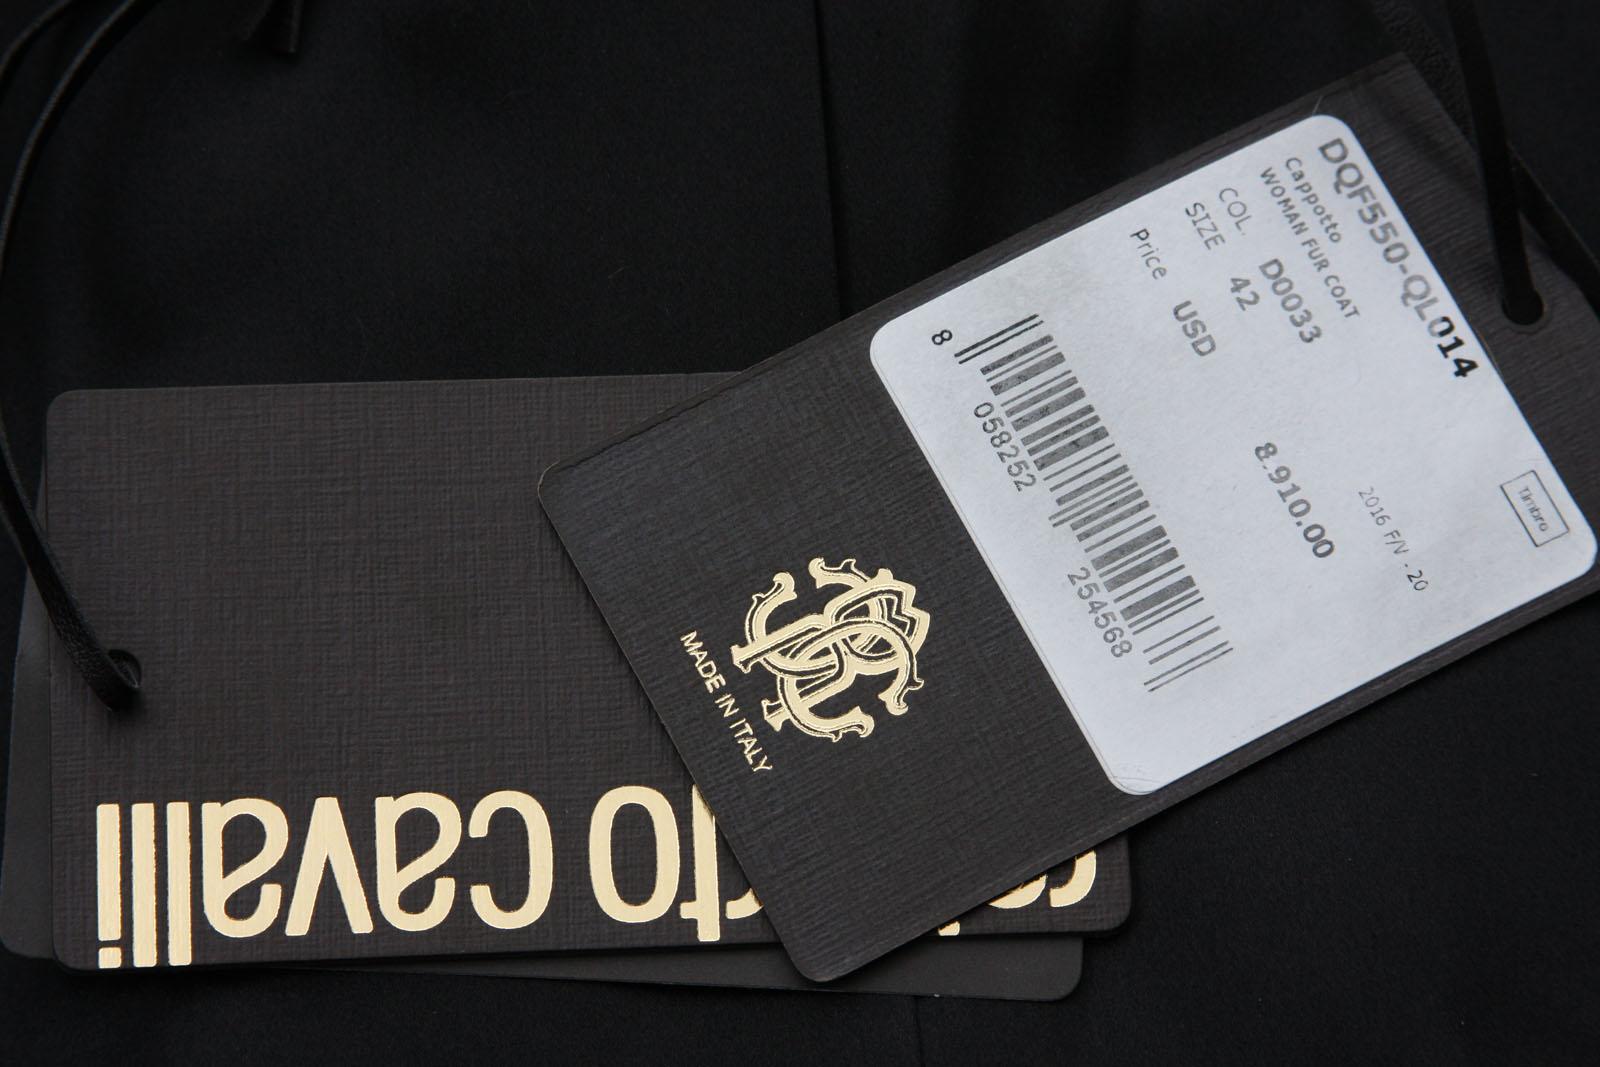 DQF550-QL014
Cappotto
WOMAN FUR COAT
COL. D0033
SIZE 42
Price USD 8.910.00
2016 F/V . 20
Timbro
8 058252 254568
MADE IN ITALY
cavalli